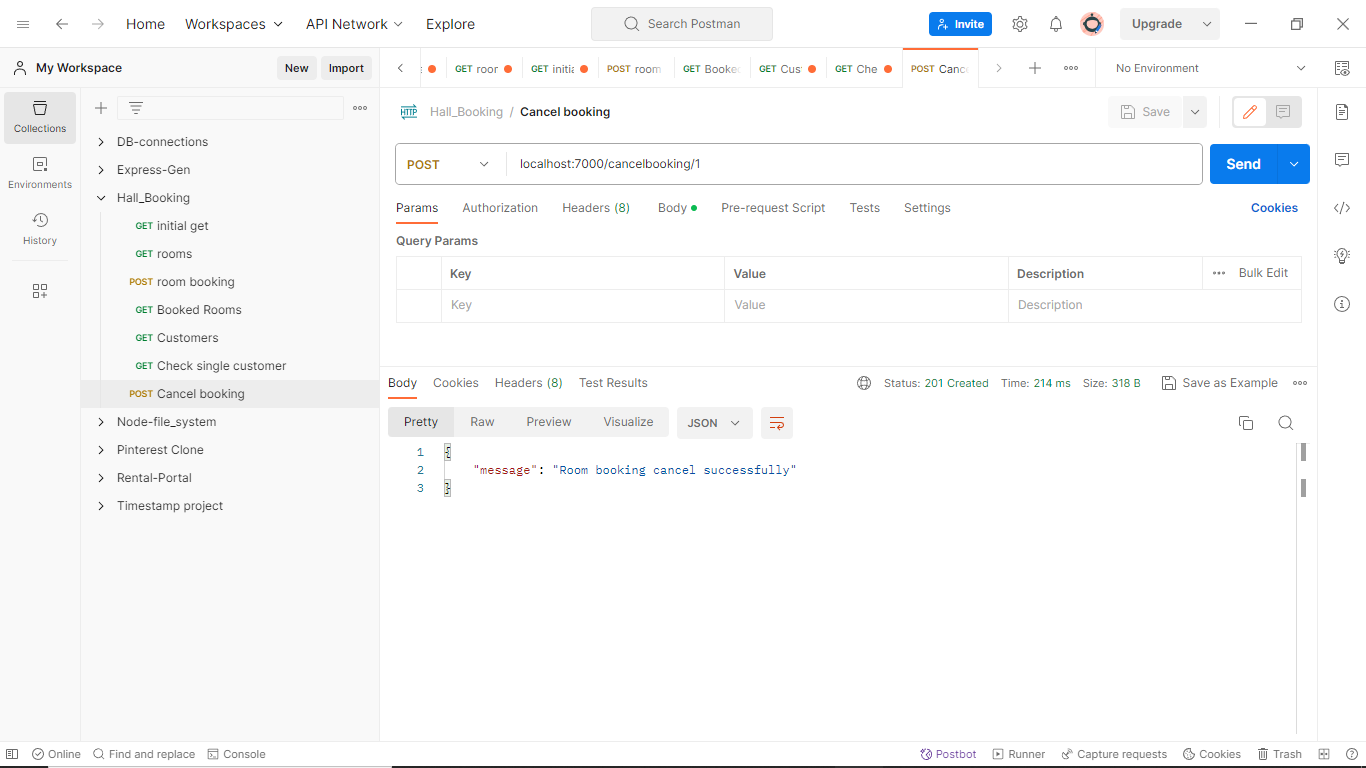 Home Workspaces API Network Explore Search Postman Invite Upgrade
My Workspace New Import
GET roor GET initia POST room GET Booke GET Cus GET Che POST Canc No Environment
Collections
Environments
History
DB-connections
Express-Gen
Hall_Booking
GET initial get
GET rooms
POST room booking
GET Booked Rooms
GET Customers
GET Check single customer
POST Cancel booking
Node-file_system
Pinterest Clone
Rental-Portal
Timestamp project
HTTP Hall_Booking / Cancel booking Save
POST localhost:7000/cancelbooking/1 Send
Params Authorization Headers (8) Body Pre-request Script Tests Settings Cookies
Query Params
Key Value Description Bulk Edit
Key Value Description
Body Cookies Headers (8) Test Results Status: 201 Created Time: 214 ms Size: 318 B Save as Example
Pretty Raw Preview Visualize JSON
1 {
2 "message": "Room booking cancel successfully"
3 }
Online Find and replace Console Postbot Runner Capture requests Cookies Trash